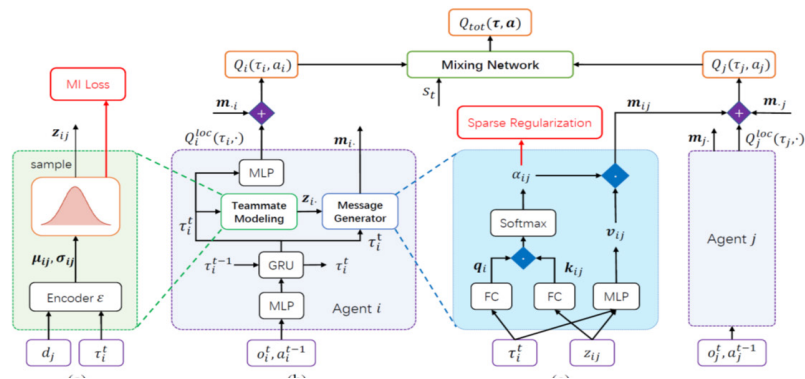 Q_tot(τ, a)
Q_i(τ_i, a_i)
Mixing Network
Q_j(τ_j, a_j)
MI Loss
s_t
m_·i
+
m_ij
+
m_·j
z_ij
Q_i^loc(τ_i,·)
m_i·
Sparse Regularization
m_j·
Q_j^loc(τ_j,·)
sample
MLP
α_ij
·
Teammate Modeling
z_i·
Message Generator
Softmax
v_ij
τ_i^t
τ_i^t
μ_ij, σ_ij
τ_i^{t-1}
GRU
τ_i^t
q_i
·
k_ij
Agent j
Encoder ℰ
MLP
Agent i
FC
FC
MLP
d_j
τ_i^t
o_i^t, a_i^{t-1}
τ_i^t
z_ij
o_j^t, a_j^{t-1}